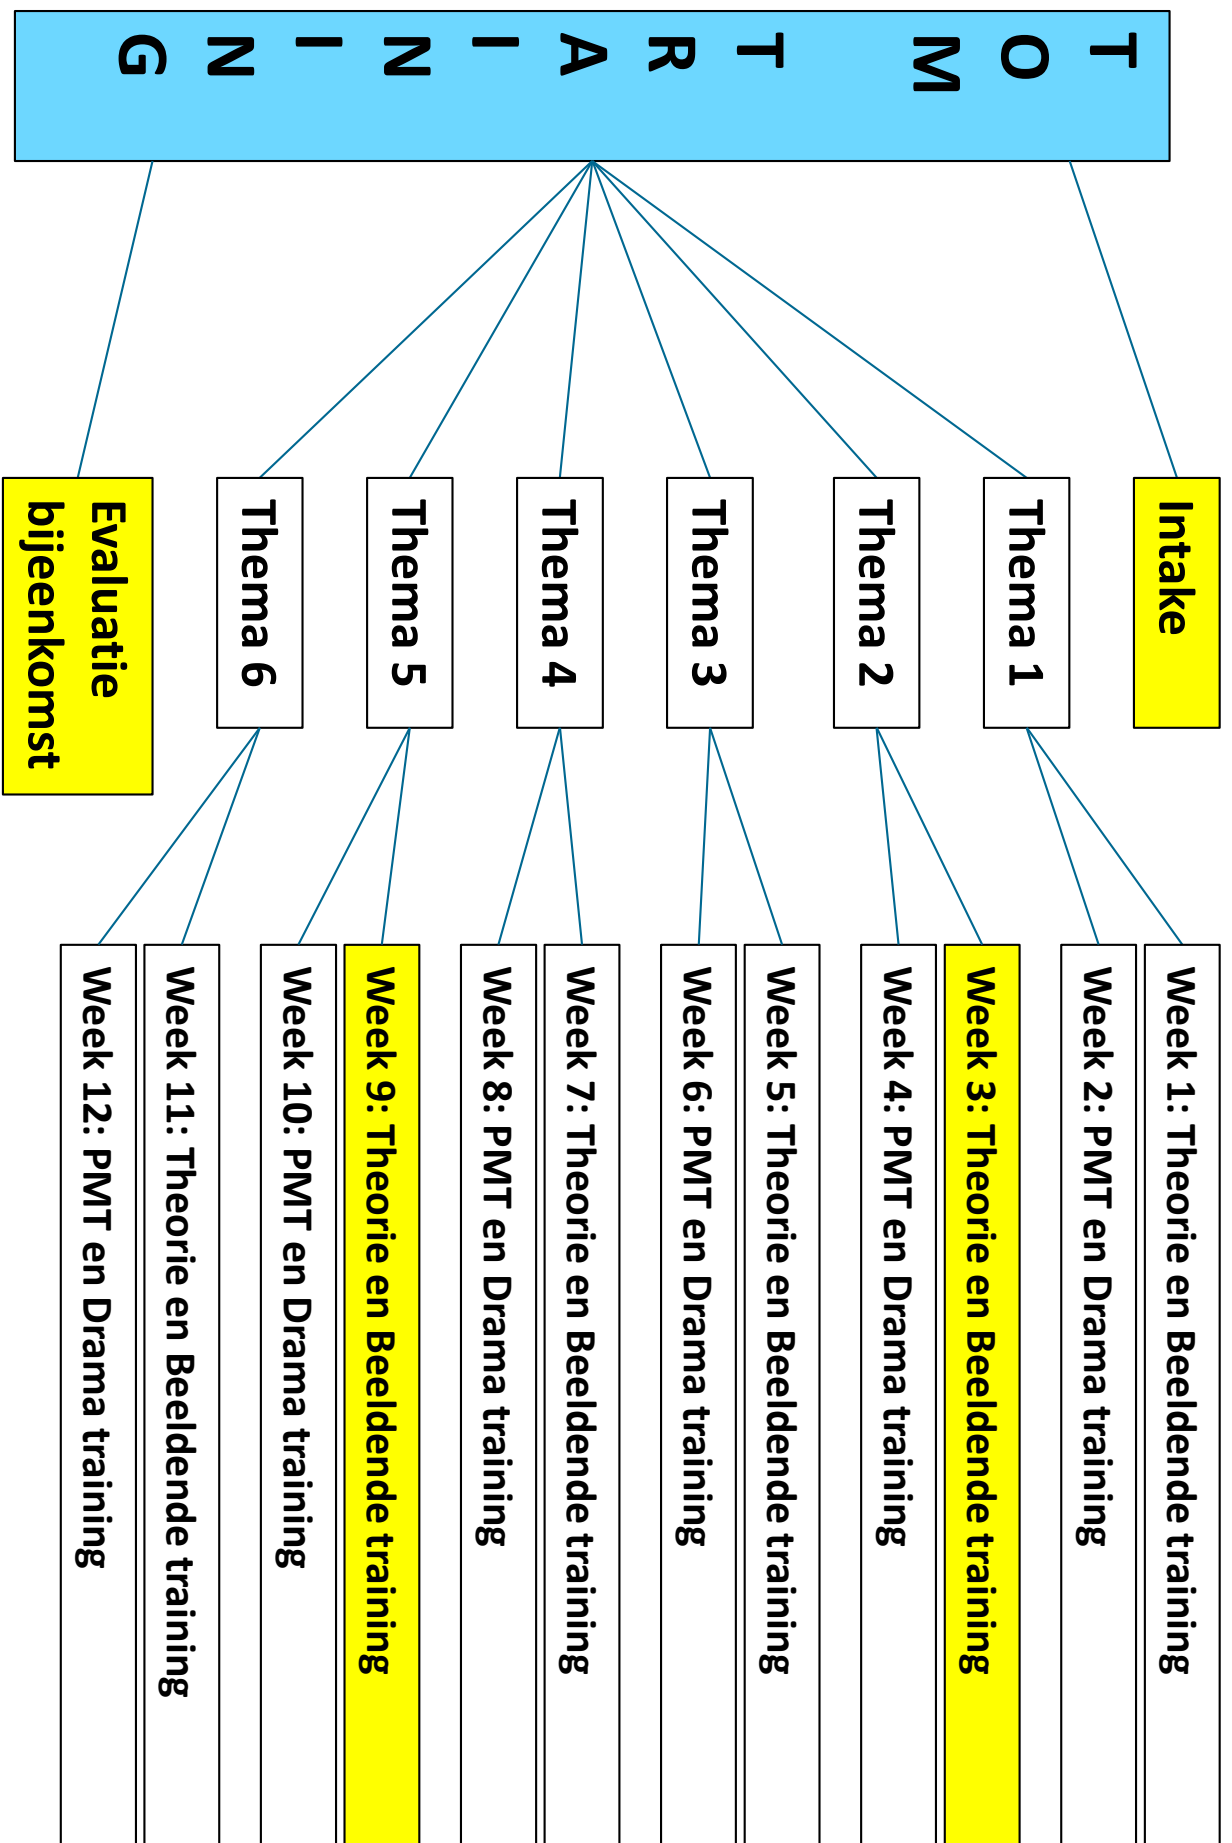 TOM TRAINING
Intake
Thema 1
Thema 2
Thema 3
Thema 4
Thema 5
Thema 6
Evaluatie
bijeenkomst
Week 1: Theorie en Beeldende training
Week 2: PMT en Drama training
Week 3: Theorie en Beeldende training
Week 4: PMT en Drama training
Week 5: Theorie en Beeldende training
Week 6: PMT en Drama training
Week 7: Theorie en Beeldende training
Week 8: PMT en Drama training
Week 9: Theorie en Beeldende training
Week 10: PMT en Drama training
Week 11: Theorie en Beeldende training
Week 12: PMT en Drama training